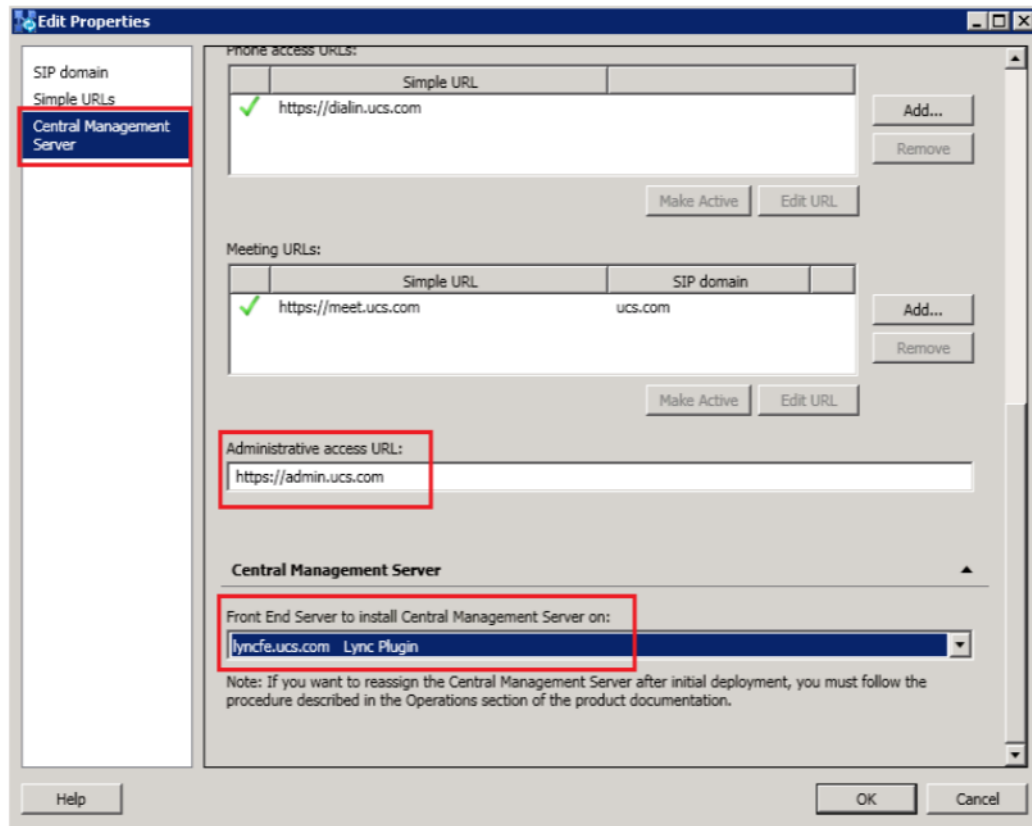 Edit Properties
SIP domain
Simple URLs
Central Management
Server
Phone access URLs:
Simple URL
https://dialin.ucs.com
Add...
Remove
Make Active
Edit URL
Meeting URLs:
Simple URL
SIP domain
https://meet.ucs.com
ucs.com
Add...
Remove
Make Active
Edit URL
Administrative access URL:
https://admin.ucs.com
Central Management Server
Front End Server to install Central Management Server on:
lyncfe.ucs.com Lync Plugin
Note: If you want to reassign the Central Management Server after initial deployment, you must follow the
procedure described in the Operations section of the product documentation.
Help
OK
Cancel